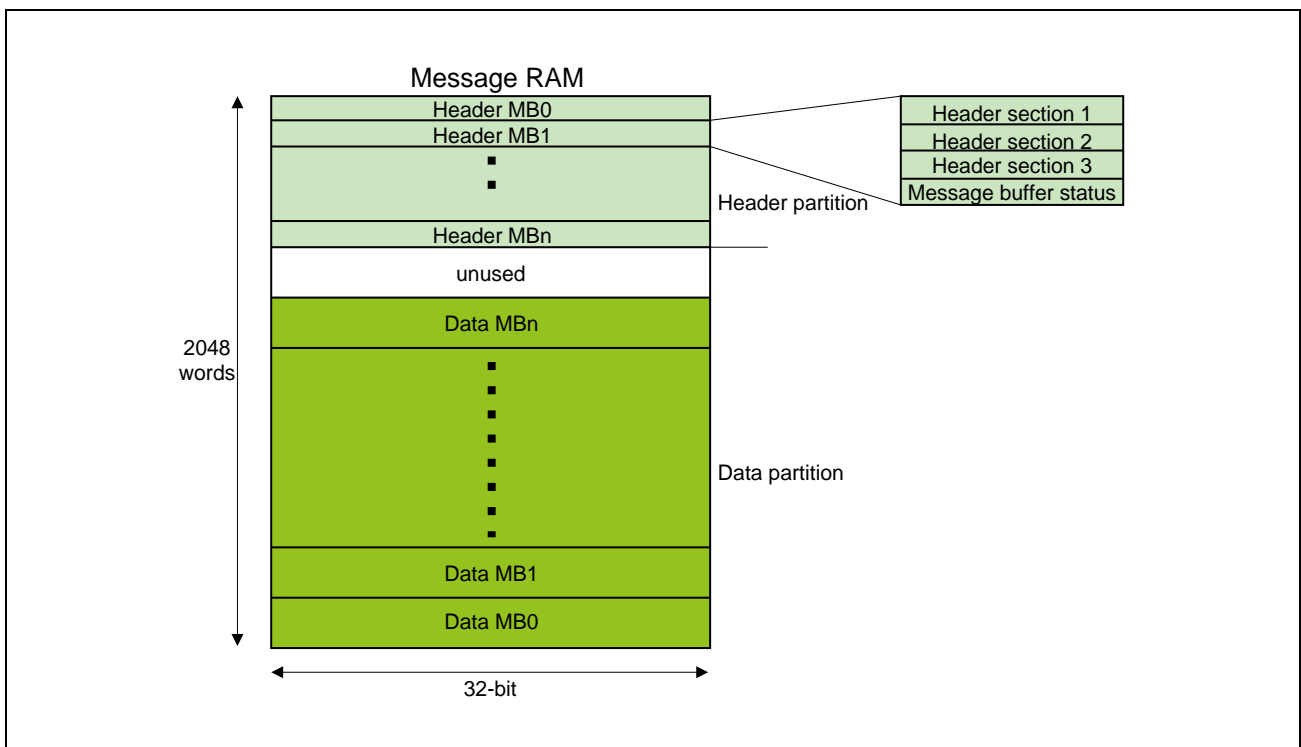 Message RAM
Header MB0
Header MB1
Header section 1
Header section 2
Header section 3
Message buffer status
Header partition
Header MBn
unused
Data MBn
2048
words
Data partition
Data MB1
Data MB0
32-bit